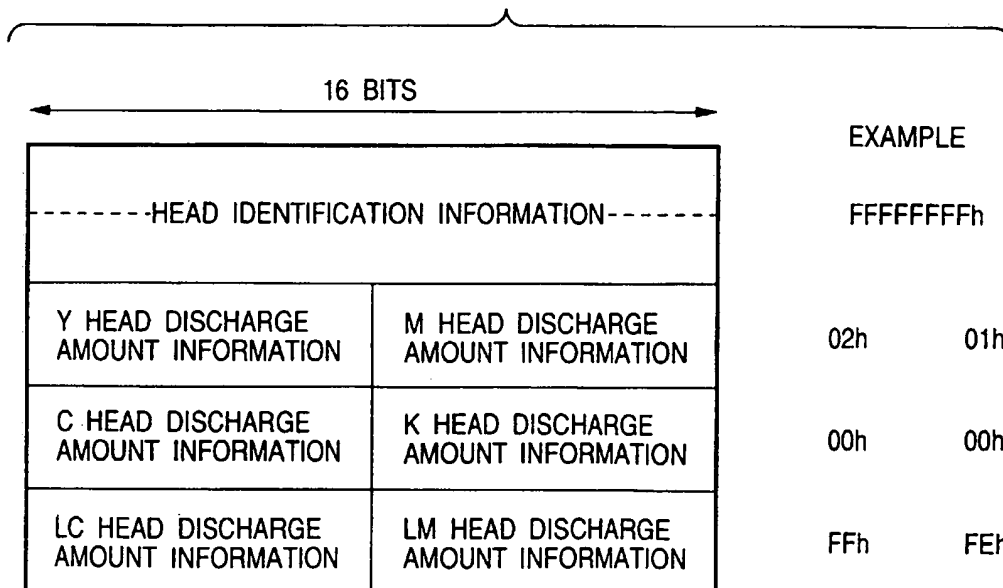 16 BITS
EXAMPLE
HEAD IDENTIFICATION INFORMATION
FFFFFFFFh
Y HEAD DISCHARGE
AMOUNT INFORMATION
M HEAD DISCHARGE
AMOUNT INFORMATION
02h
01h
C HEAD DISCHARGE
AMOUNT INFORMATION
K HEAD DISCHARGE
AMOUNT INFORMATION
00h
00h
LC HEAD DISCHARGE
AMOUNT INFORMATION
LM HEAD DISCHARGE
AMOUNT INFORMATION
FFh
FEh